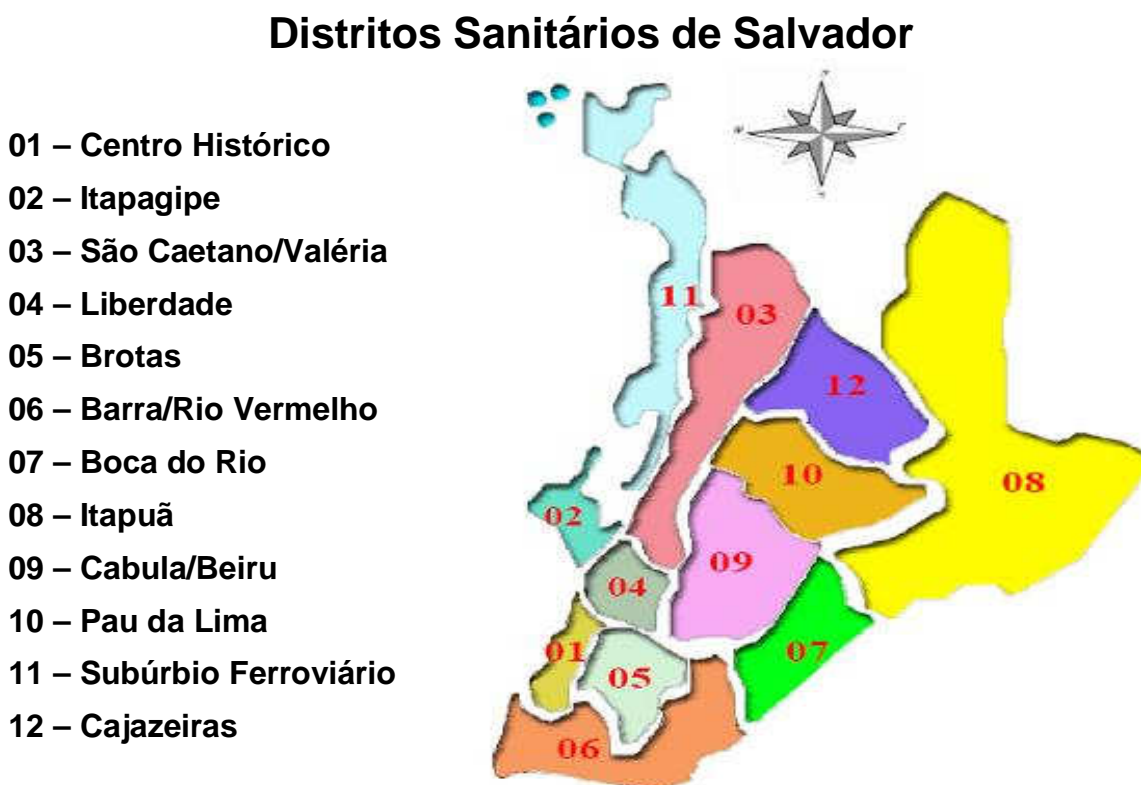 Distritos Sanitários de Salvador
01 – Centro Histórico
02 – Itapagipe
03 – São Caetano/Valéria
04 – Liberdade
05 – Brotas
06 – Barra/Rio Vermelho
07 – Boca do Rio
08 – Itapuã
09 – Cabula/Beiru
10 – Pau da Lima
11 – Subúrbio Ferroviário
12 – Cajazeiras
11
03
12
10
08
02
09
04
01
05
07
06